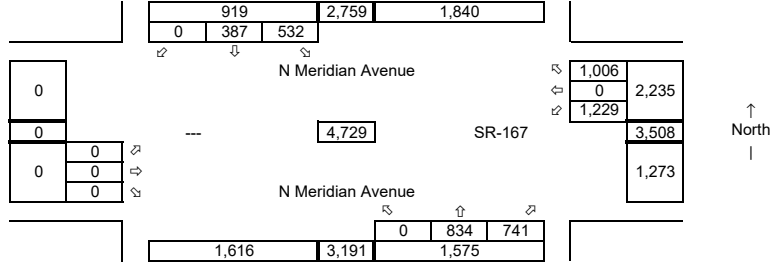 919 2,759 1,840
0 387 532
⬃ ⇩ ⬂
N Meridian Avenue
⬁ 1,006
0 ⇦ 0 2,235
⬃ 1,229
0 --- 4,729 SR-167 3,508
0 ⬀
0 0 ⇨ 1,273
0 ⬂
N Meridian Avenue
⬁ ⇧ ⬀
0 834 741
1,616 3,191 1,575
↑
North
|